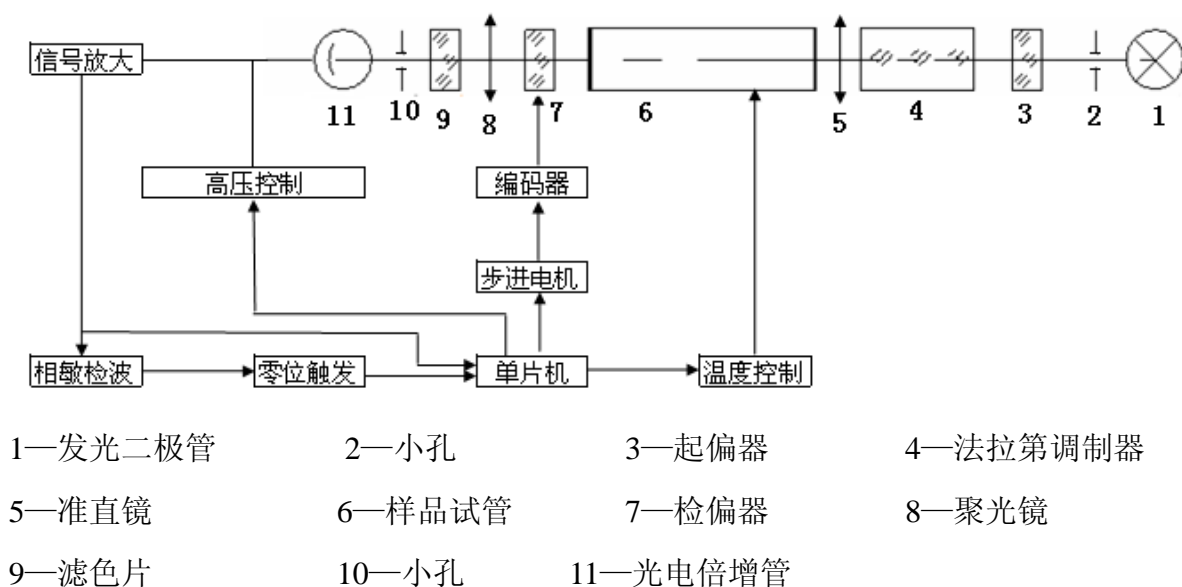 信号放大
11 10 9 8 7 6 5 4 3 2 1
高压控制 编码器
步进电机
相敏检波 零位触发 单片机 温度控制
1—发光二极管 2—小孔 3—起偏器 4—法拉第调制器
5—准直镜 6—样品试管 7—检偏器 8—聚光镜
9—滤色片 10—小孔 11—光电倍增管